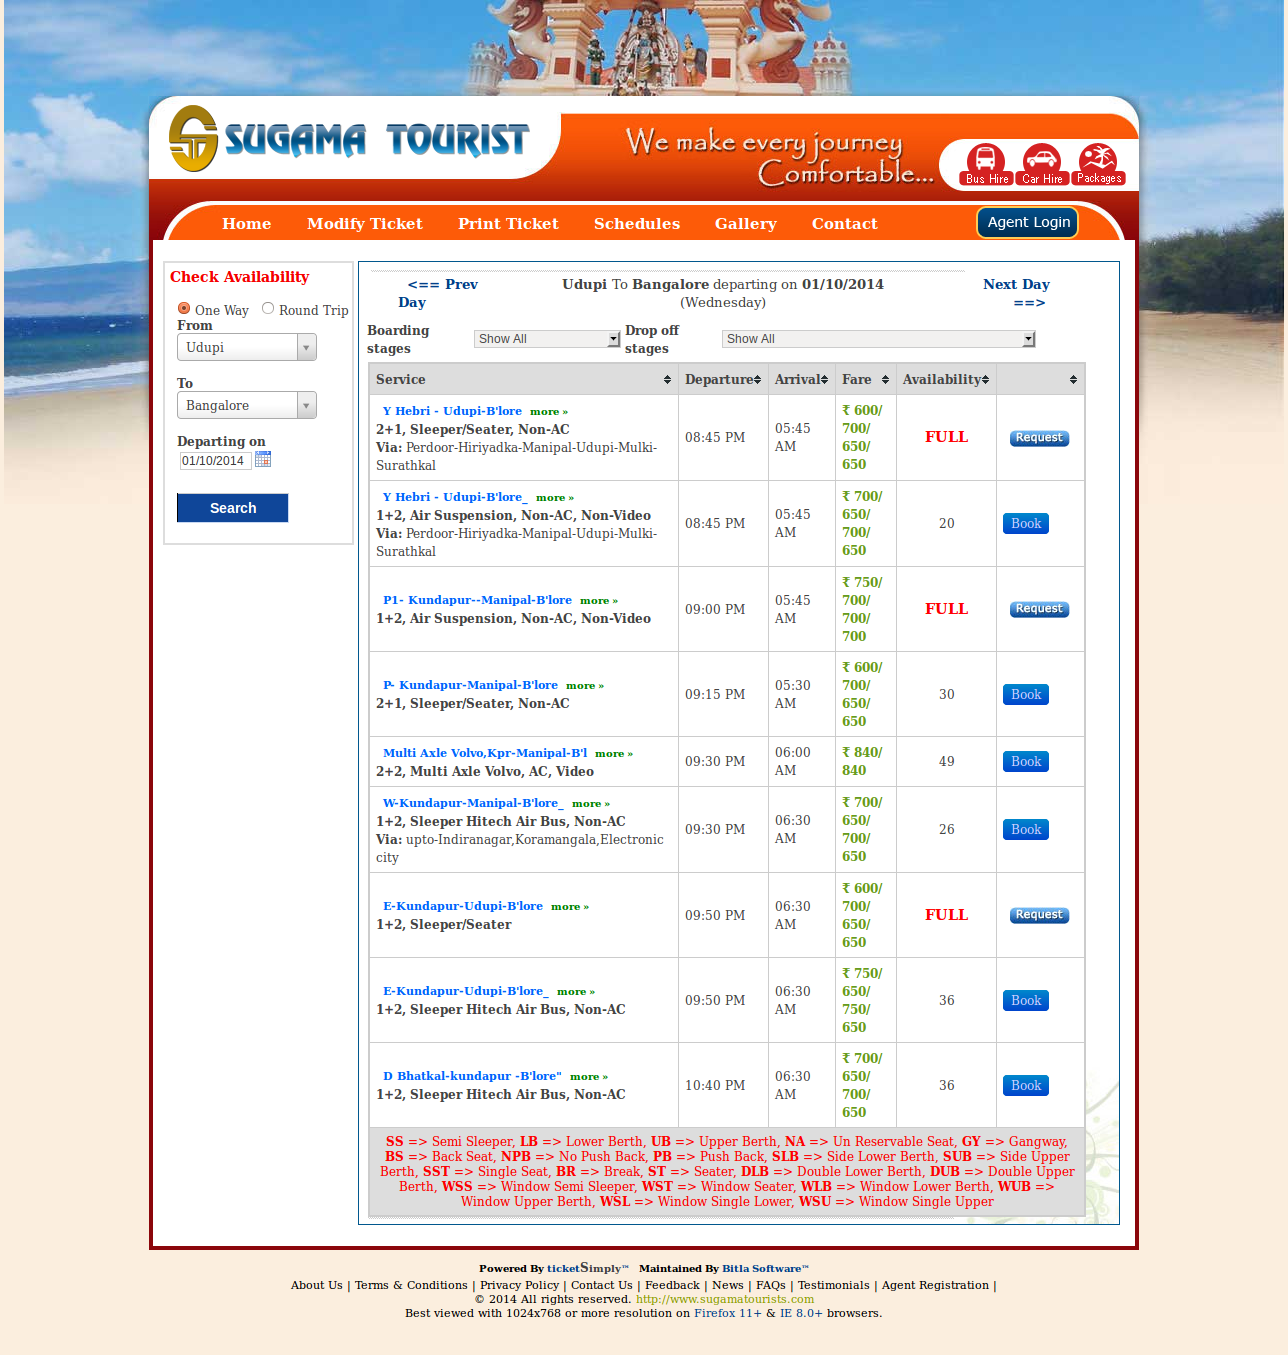 SUGAMA TOURIST
We make every journey
Comfortable...
Bus Hire Car Hire Packages
Home Modify Ticket Print Ticket Schedules Gallery Contact Agent Login
Check Availability
One Way Round Trip
From
Udupi
To
Bangalore
Departing on
01/10/2014
Search
<== Prev Day
Udupi To Bangalore departing on 01/10/2014
(Wednesday)
Next Day ==>
Boarding stages Show All Drop off stages Show All
Service Departure Arrival Fare Availability
Y Hebri - Udupi-B'lore more »
2+1, Sleeper/Seater, Non-AC
Via: Perdoor-Hiriyadka-Manipal-Udupi-Mulki-
Surathkal
08:45 PM
05:45 AM
₹ 600/
700/
650/
650
FULL
Request
Y Hebri - Udupi-B'lore_ more »
1+2, Air Suspension, Non-AC, Non-Video
Via: Perdoor-Hiriyadka-Manipal-Udupi-Mulki-
Surathkal
08:45 PM
05:45 AM
₹ 700/
650/
700/
650
20
Book
P1- Kundapur--Manipal-B'lore more »
1+2, Air Suspension, Non-AC, Non-Video
09:00 PM
05:45 AM
₹ 750/
700/
700/
700
FULL
Request
P- Kundapur-Manipal-B'lore more »
2+1, Sleeper/Seater, Non-AC
09:15 PM
05:30 AM
₹ 600/
700/
650/
650
30
Book
Multi Axle Volvo,Kpr-Manipal-B'l more »
2+2, Multi Axle Volvo, AC, Video
09:30 PM
06:00 AM
₹ 840/
840
49
Book
W-Kundapur-Manipal-B'lore_ more »
1+2, Sleeper Hitech Air Bus, Non-AC
Via: upto-Indiranagar,Koramangala,Electronic
city
09:30 PM
06:30 AM
₹ 700/
650/
700/
650
26
Book
E-Kundapur-Udupi-B'lore more »
1+2, Sleeper/Seater
09:50 PM
06:30 AM
₹ 600/
700/
650/
650
FULL
Request
E-Kundapur-Udupi-B'lore_ more »
1+2, Sleeper Hitech Air Bus, Non-AC
09:50 PM
06:30 AM
₹ 750/
650/
750/
650
36
Book
D Bhatkal-kundapur -B'lore" more »
1+2, Sleeper Hitech Air Bus, Non-AC
10:40 PM
06:30 AM
₹ 700/
650/
700/
650
36
Book
SS => Semi Sleeper, LB => Lower Berth, UB => Upper Berth, NA => Un Reservable Seat, GY => Gangway,
BS => Back Seat, NPB => No Push Back, PB => Push Back, SLB => Side Lower Berth, SUB => Side Upper
Berth, SST => Single Seat, BR => Break, ST => Seater, DLB => Double Lower Berth, DUB => Double Upper
Berth, WSS => Window Semi Sleeper, WST => Window Seater, WLB => Window Lower Berth, WUB =>
Window Upper Berth, WSL => Window Single Lower, WSU => Window Single Upper
Powered By ticketSimply™ Maintained By Bitla Software™
About Us | Terms & Conditions | Privacy Policy | Contact Us | Feedback | News | FAQs | Testimonials | Agent Registration |
© 2014 All rights reserved. http://www.sugamatourists.com
Best viewed with 1024x768 or more resolution on Firefox 11+ & IE 8.0+ browsers.